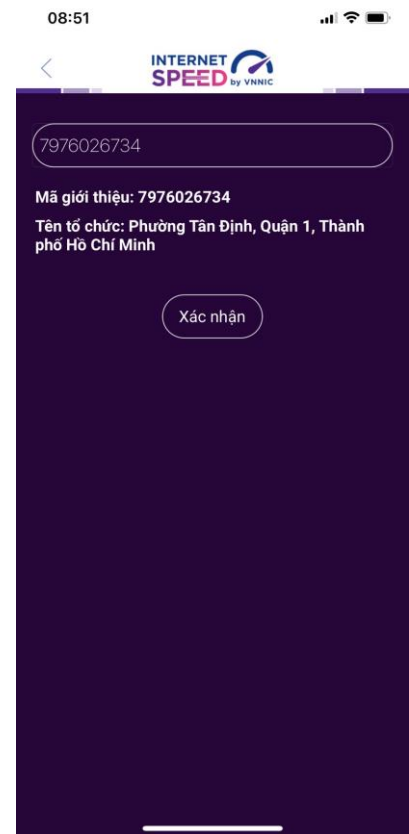 08:51
INTERNET
SPEED by VNNIC
7976026734
Mã giới thiệu: 7976026734
Tên tổ chức: Phường Tân Định, Quận 1, Thành
phố Hồ Chí Minh
Xác nhận